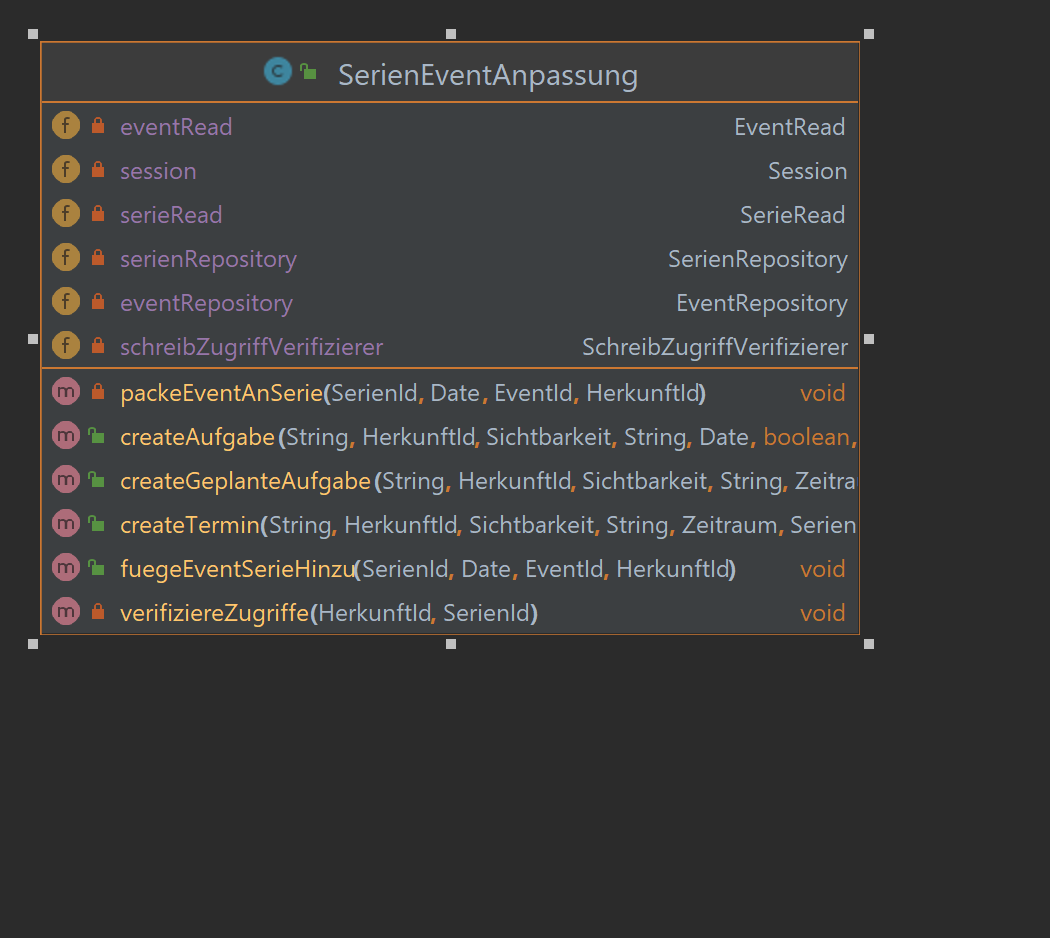 SerienEventAnpassung
eventRead EventRead
session Session
serieRead SerieRead
serienRepository SerienRepository
eventRepository EventRepository
schreibZugriffVerifizierer SchreibZugriffVerifizierer
packeEventAnSerie(SerienId, Date, EventId, HerkunftId) void
createAufgabe(String, HerkunftId, Sichtbarkeit, String, Date, boolean,
createGeplanteAufgabe(String, HerkunftId, Sichtbarkeit, String, Zeitra
createTermin(String, HerkunftId, Sichtbarkeit, String, Zeitraum, Serien
fuegeEventSerieHinzu(SerienId, Date, EventId, HerkunftId) void
verifiziereZugriffe(HerkunftId, SerienId) void